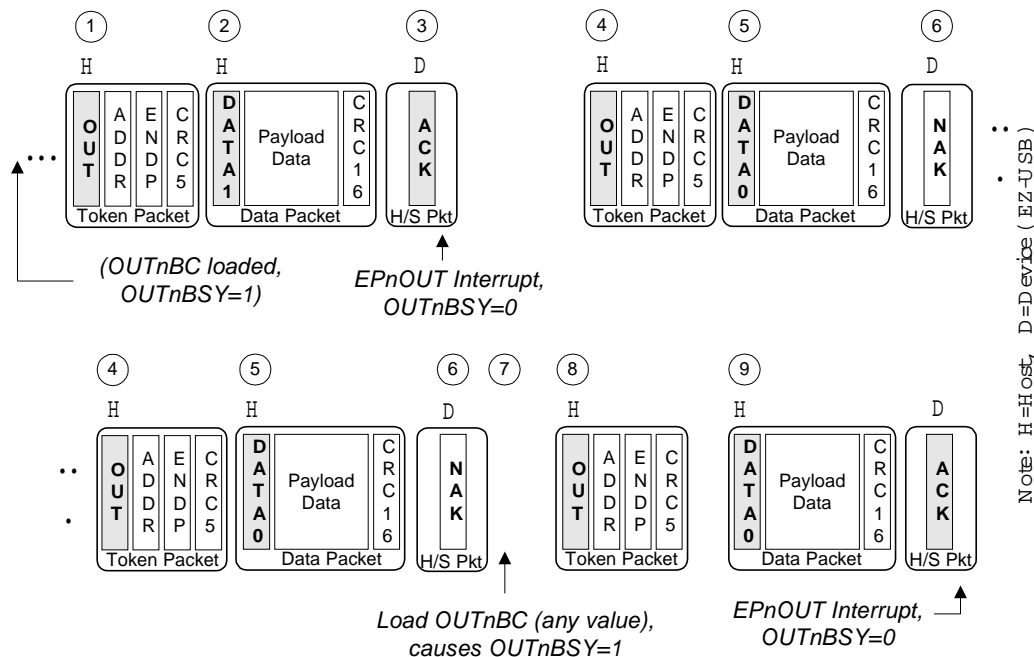 1 2 3 4 5 6
H H D H H D
OUT ADDR ENDP CRC5 DATA1 Payload Data CRC16 ACK OUT ADDR ENDP CRC5 DATA0 Payload Data CRC16 NAK
Token Packet Data Packet H/S Pkt Token Packet Data Packet H/S Pkt
(OUTnBC loaded,
OUTnBSY=1)
EPnOUT Interrupt,
OUTnBSY=0
4 5 6 7 8 9
H H D H H D
OUT ADDR ENDP CRC5 DATA0 Payload Data CRC16 NAK OUT ADDR ENDP CRC5 DATA0 Payload Data CRC16 ACK
Token Packet Data Packet H/S Pkt Token Packet Data Packet H/S Pkt
Load OUTnBC (any value),
causes OUTnBSY=1
EPnOUT Interrupt,
OUTnBSY=0
Note: H=Host, D=Device (EZ-USB)